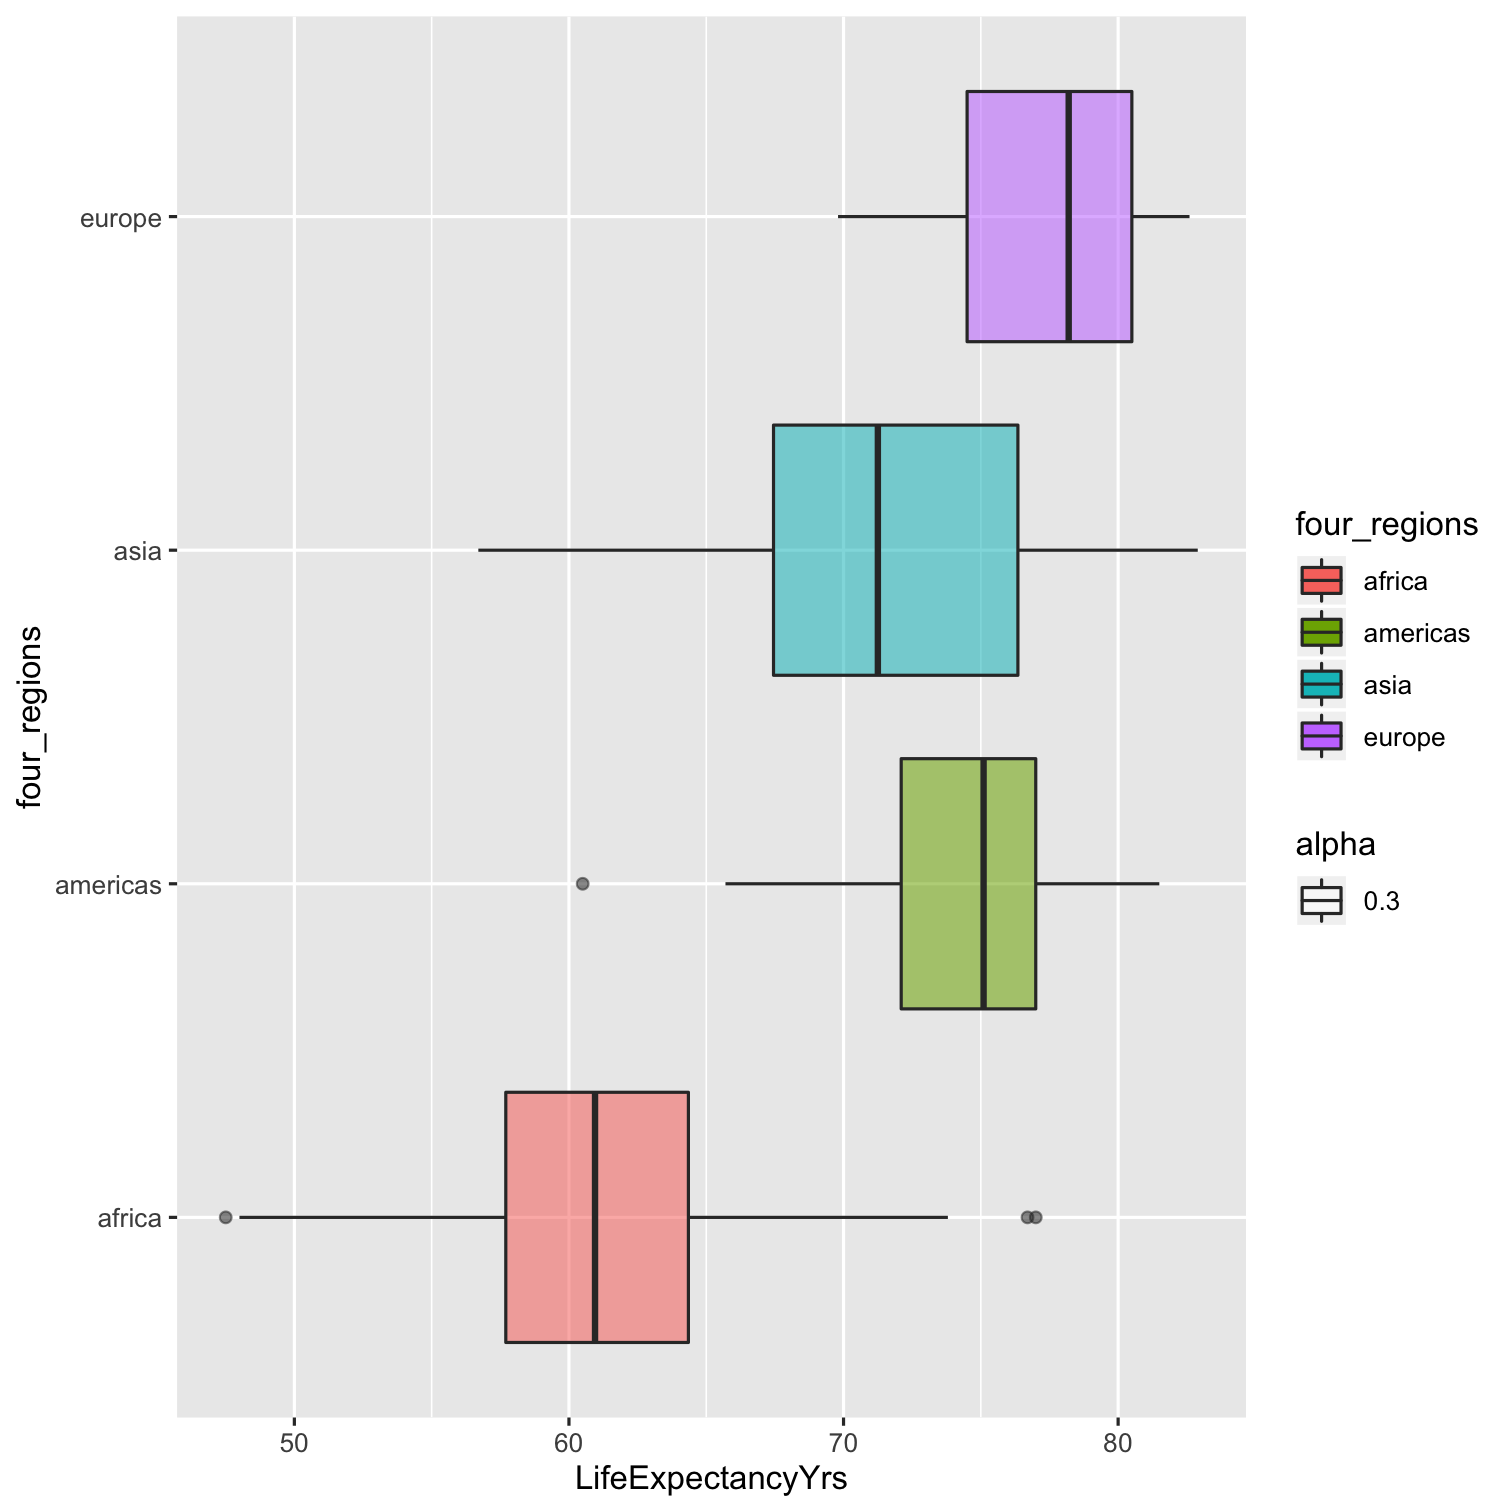 europe
asia
americas
africa
four_regions
50 60 70 80
LifeExpectancyYrs
four_regions
africa
americas
asia
europe
alpha
0.3